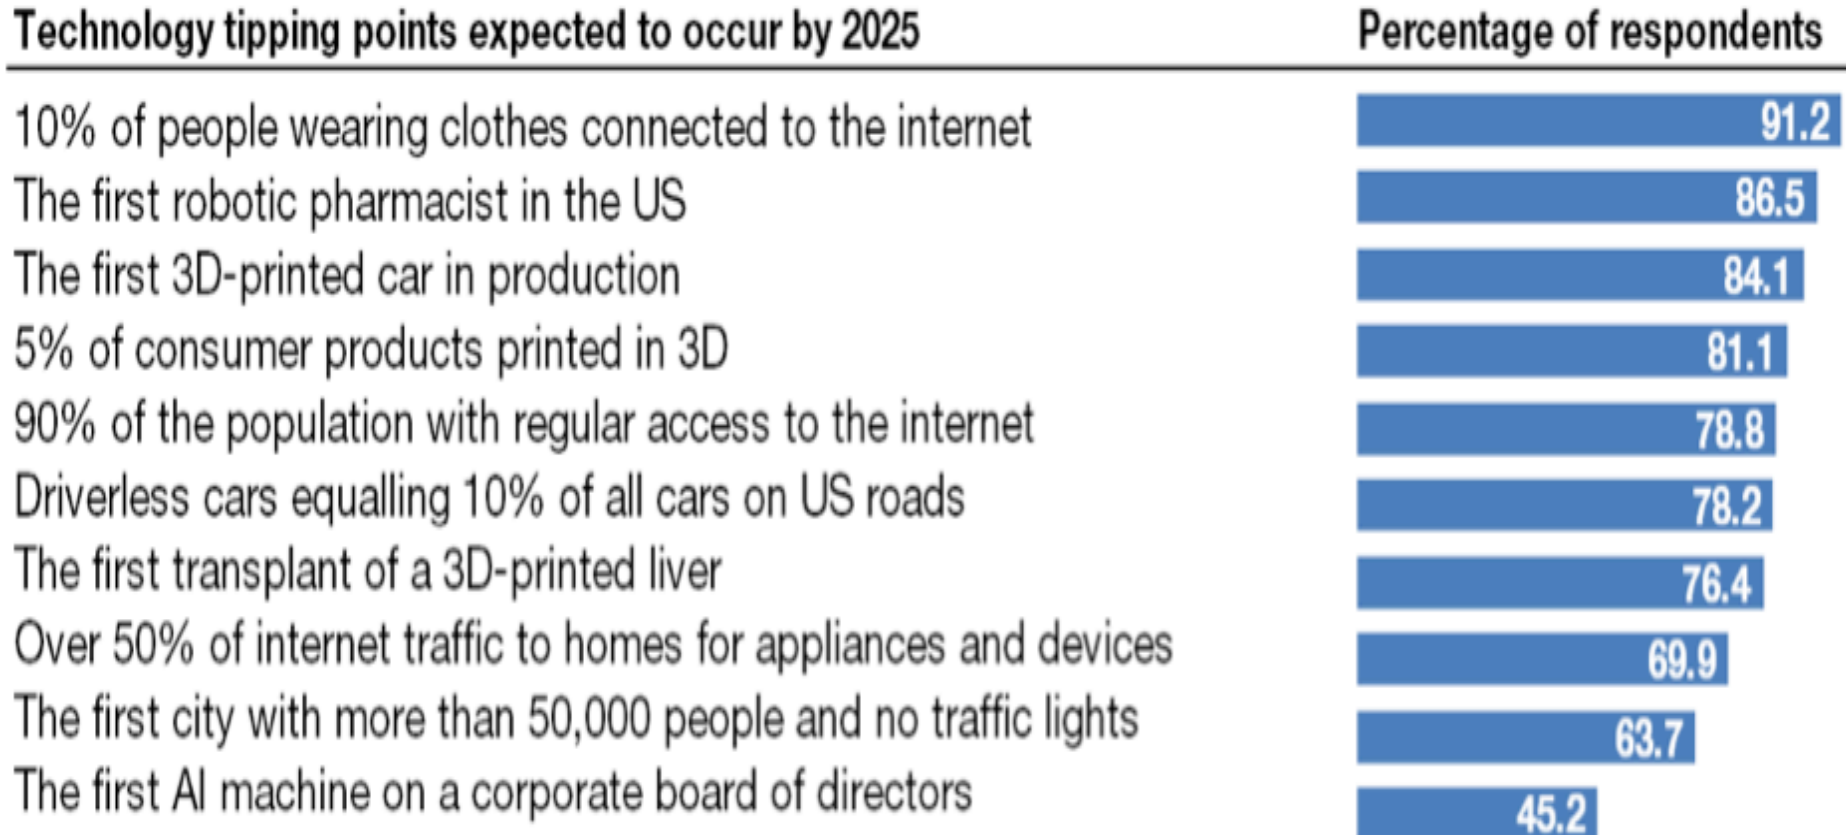 Technology tipping points expected to occur by 2025 Percentage of respondents
10% of people wearing clothes connected to the internet 91.2
The first robotic pharmacist in the US 86.5
The first 3D-printed car in production 84.1
5% of consumer products printed in 3D 81.1
90% of the population with regular access to the internet 78.8
Driverless cars equalling 10% of all cars on US roads 78.2
The first transplant of a 3D-printed liver 76.4
Over 50% of internet traffic to homes for appliances and devices 69.9
The first city with more than 50,000 people and no traffic lights 63.7
The first AI machine on a corporate board of directors 45.2